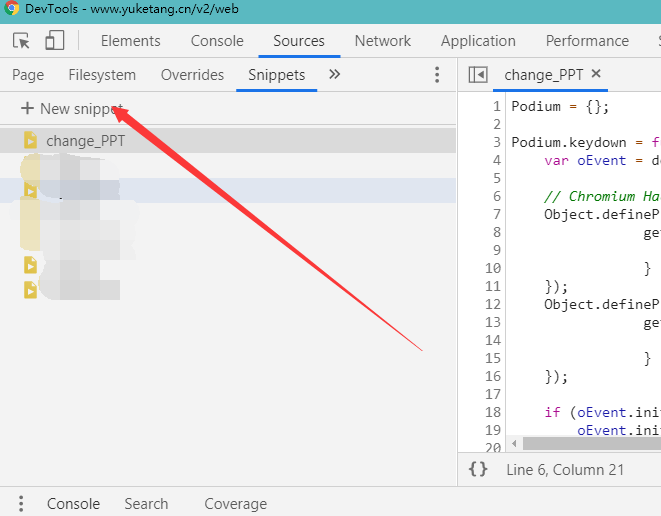 DevTools - www.yuketang.cn/v2/web
Elements Console Sources Network Application Performance
Page Filesystem Overrides Snippets »
+ New snippet
change_PPT
change_PPT ×
1 Podium = {};
2
3 Podium.keydown = f
4 var oEvent = d
5
6 // Chromium Ha
7 Object.defineP
8 ge
9
10 }
11 });
12 Object.defineP
13 ge
14
15 }
16 });
17
18 if (oEvent.ini
19 oEvent.ini
20
{} Line 6, Column 21
Console Search Coverage